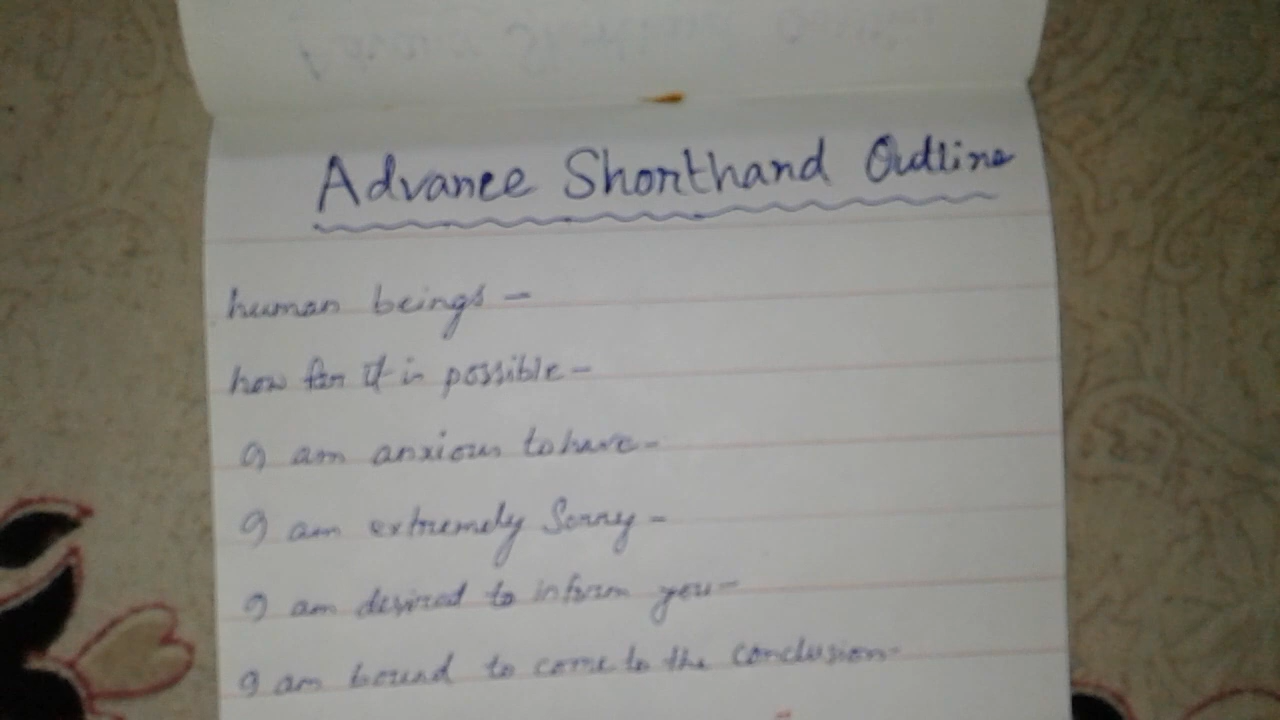 Advance Shorthand Outline
human beings -
how far it is possible -
I am anxious to have -
I am extremely Sorry -
I am desired to inform you -
I am bound to come to the conclusion -